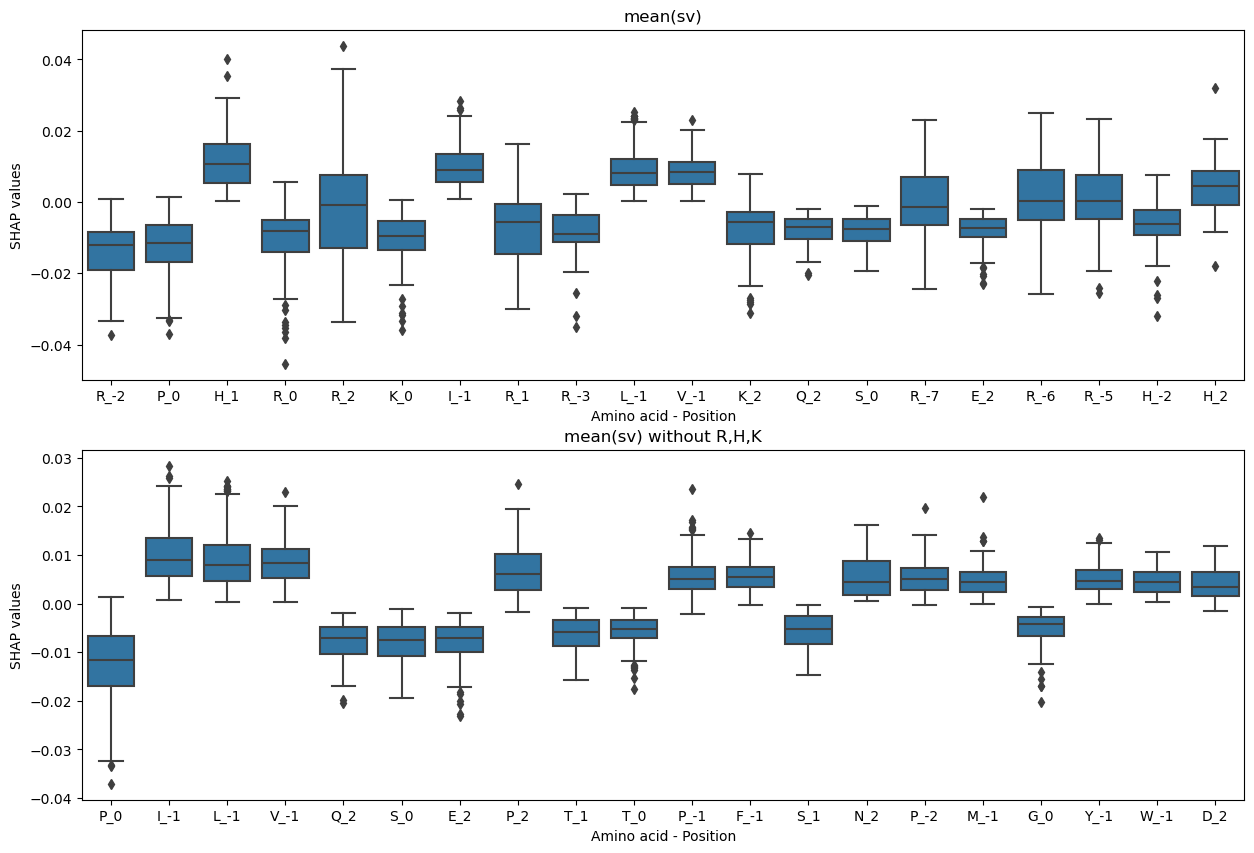 mean(sv)
0.04
0.02
0.00
−0.02
−0.04
SHAP values
R_-2 P_0 H_1 R_0 R_2 K_0 I_-1 R_1 R_-3 L_-1 V_-1 K_2 Q_2 S_0 R_-7 E_2 R_-6 R_-5 H_-2 H_2
Amino acid - Position
mean(sv) without R,H,K
0.03
0.02
0.01
0.00
−0.01
−0.02
−0.03
−0.04
SHAP values
P_0 I_-1 L_-1 V_-1 Q_2 S_0 E_2 P_2 T_1 T_0 P_-1 F_-1 S_1 N_2 P_-2 M_-1 G_0 Y_-1 W_-1 D_2
Amino acid - Position